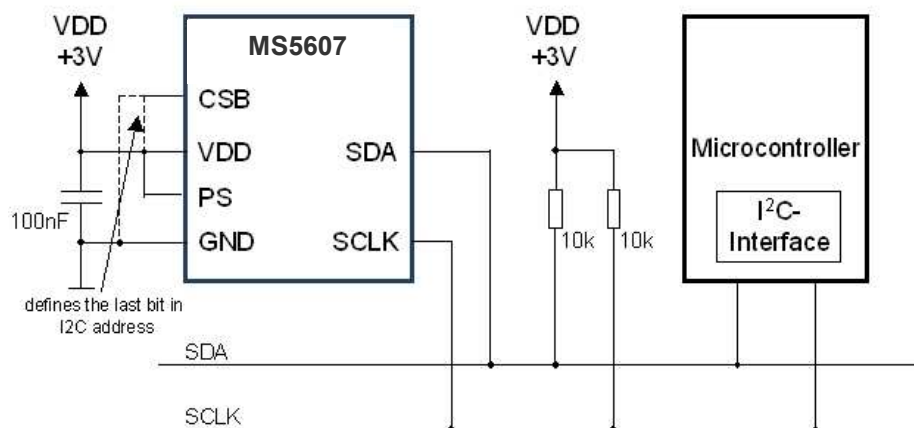 VDD
+3V
MS5607
CSB
VDD
PS
GND
SDA
SCLK
100nF
defines the last bit in
I2C address
VDD
+3V
10k
10k
Microcontroller
I²C-
Interface
SDA
SCLK